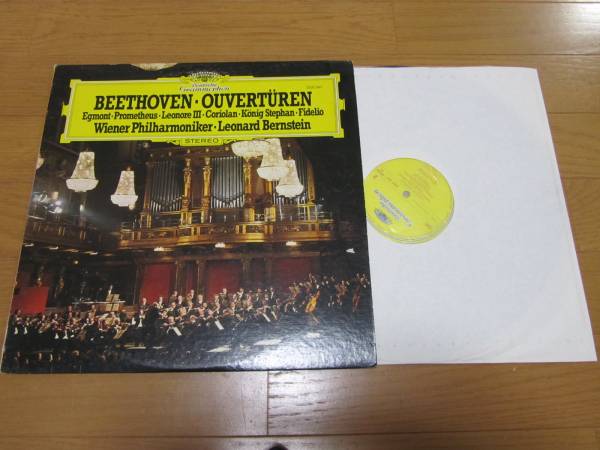 Deutsche
Grammophon
BEETHOVEN · OUVERTÜREN
Egmont · Prometheus · Leonore III · Coriolan · König Stephan · Fidelio
Wiener Philharmoniker · Leonard Bernstein
STEREO